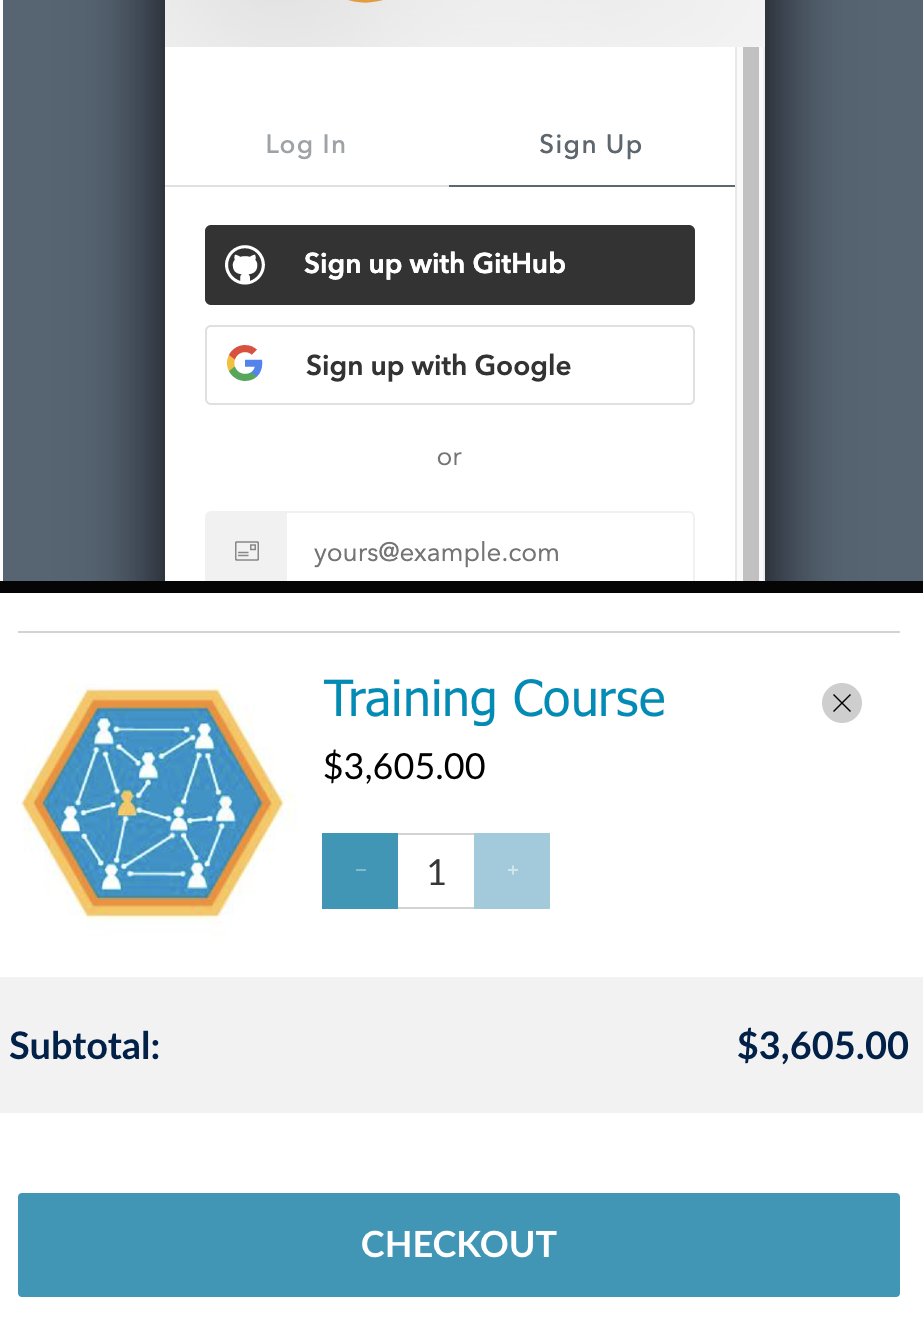 Log In
Sign Up
Sign up with GitHub
Sign up with Google
or
yours@example.com
Training Course
$3,605.00
− 1 +
Subtotal: $3,605.00
CHECKOUT